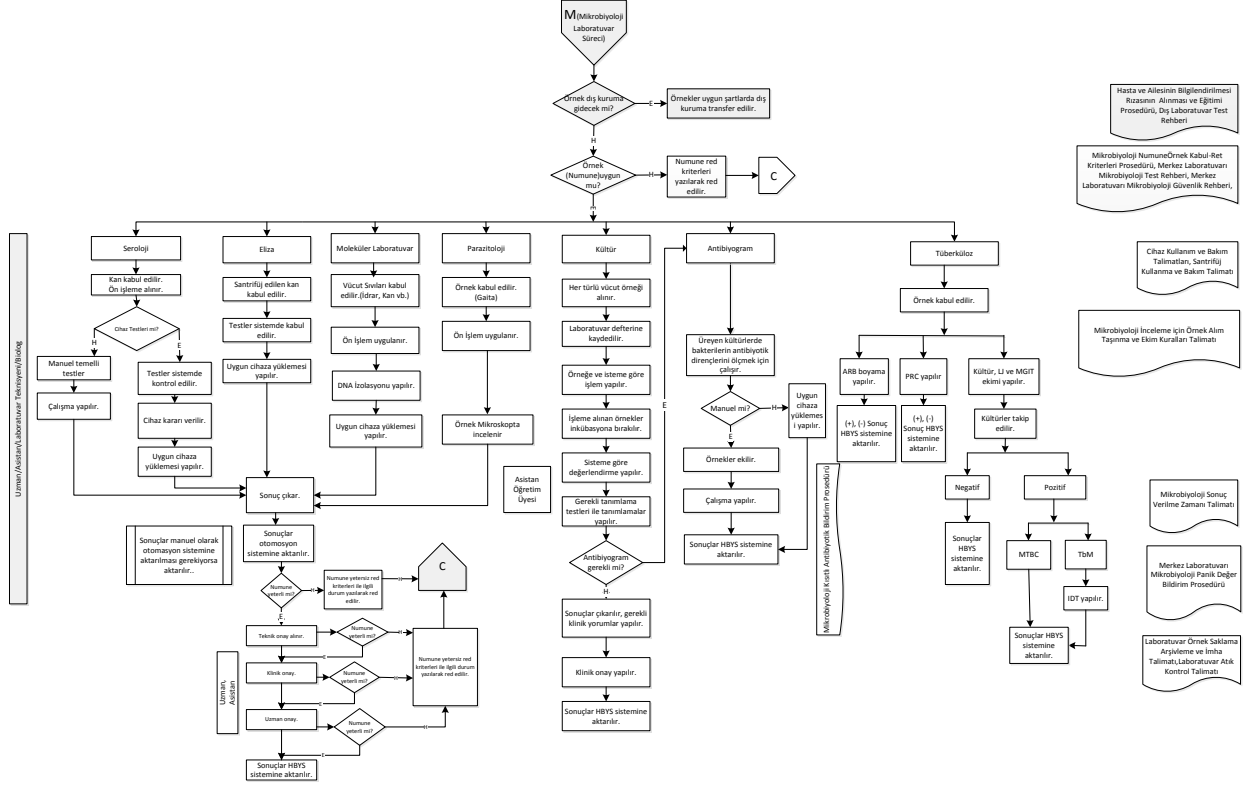 M(Mikrobiyoloji
Laboratuvar
Süreci)
Örnek dış kuruma
gidecek mi?
E
Örnekler uygun şartlarda dış
kuruma transfer edilir.
H
Örnek
(Numune)uygun
mu?
H
Numune red
kriterleri
yazılarak red
edilir.
C
E
Hasta ve Ailesinin Bilgilendirilmesi
Rızasının Alınması ve Eğitimi
Prosedürü, Dış Laboratuvar Test
Rehberi
Mikrobiyoloji NumuneÖrnek Kabul-Ret
Kriterleri Prosedürü, Merkez Laboratuvarı
Mikrobiyoloji Test Rehberi, Merkez
Laboratuvarı Mikrobiyoloji Güvenlik Rehberi,
Cihaz Kullanım ve Bakım
Talimatları, Santrifüj
Kullanma ve Bakım Talimatı
Mikrobiyoloji İnceleme için Örnek Alım
Taşınma ve Ekim Kuralları Talimatı
Mikrobiyoloji Sonuç
Verilme Zamanı Talimatı
Merkez Laboratuvarı
Mikrobiyoloji Panik Değer
Bildirim Prosedürü
Laboratuvar Örnek Saklama
Arşivleme ve İmha
Talimatı,Laboratuvar Atık
Kontrol Talimatı
Uzman/Asistan/Laboratuvar Teknisyeni/Biolog
Seroloji
Kan kabul edilir.
Ön işleme alınır.
Cihaz Testleri mi?
H
E
Manuel temelli
testler
Çalışma yapılır.
Testler sistemde
kontrol edilir.
Cihaz kararı verilir.
Uygun cihaza
yüklemesi yapılır.
Eliza
Santrifüj edilen kan
kabul edilir.
Testler sistemde kabul
edilir.
Uygun cihaza yüklemesi
yapılır.
Moleküler Laboratuvar
Vücut Sıvıları kabul
edilir.(İdrar, Kan vb.)
Ön İşlem uygulanır.
DNA İzolasyonu yapılır.
Uygun cihaza yüklemesi
yapılır.
Parazitoloji
Örnek kabul edilir.
(Gaita)
Ön İşlem uygulanır.
Örnek Mikroskopta
incelenir
Sonuç çıkar.
Sonuçlar
otomosyon
sistemine aktarılır.
Sonuçlar manuel olarak
otomasyon sistemine
aktarılması gerekiyorsa
aktarılır..
Numune
yeterli mi?
H
Numune yetersiz red
kriterleri ile ilgili
durum yazılarak red
edilir.
H
C
E
Teknik onay alınır.
Numune
yeterli mi?
H
E
Klinik onay.
Numune
yeterli mi?
H
E
Uzman onay.
Numune
yeterli mi?
H
E
Numune yetersiz red
kriterleri ile ilgili durum
yazılarak red edilir.
H
Sonuçlar HBYS
sistemine aktarılır.
Uzman,
Asistan
Asistan
Öğretim
Üyesi
Kültür
Her türlü vücut örneği
alınır.
Laboratuvar defterine
kaydedilir.
Örneğe ve isteme göre
işlem yapılır.
İşleme alınan örnekler
inkübasyona bırakılır.
Sisteme göre
değerlendirme yapılır.
Gerekli tanımlama
testleri ile tanımlamalar
yapılır.
Antibiyogram
gerekli mi?
E
H
Sonuçlar çıkarılır, gerekli
klinik yorumlar yapılır.
Klinik onay yapılır.
Sonuçlar HBYS sistemine
aktarılır.
Antibiyogram
Üreyen kültürlerde
bakterilerin antibiyotik
dirençlerini ölçmek için
çalışır.
Manuel mi?
H
Uygun
cihaza
yüklemes
i yapılır.
E
Örnekler ekilir.
Çalışma yapılır.
Sonuçlar HBYS sistemine
aktarılır.
Mikrobiyoloji Kısıtlı Antibiyotik Bildirim Prosedürü
Tüberküloz
Örnek kabul edilir.
ARB boyama
yapılır.
(+), (-) Sonuç
HBYS sistemine
aktarılır.
PRC yapılır
(+), (-)
Sonuç HBYS
sistemine
aktarılır.
Kültür, LJ ve MGIT
ekimi yapılır.
Kültürler takip
edilir.
Negatif
Sonuçlar
HBYS
sistemine
aktarılır.
Pozitif
MTBC
TbM
IDT yapılır.
Sonuçlar HBYS
sistemine
aktarılır.